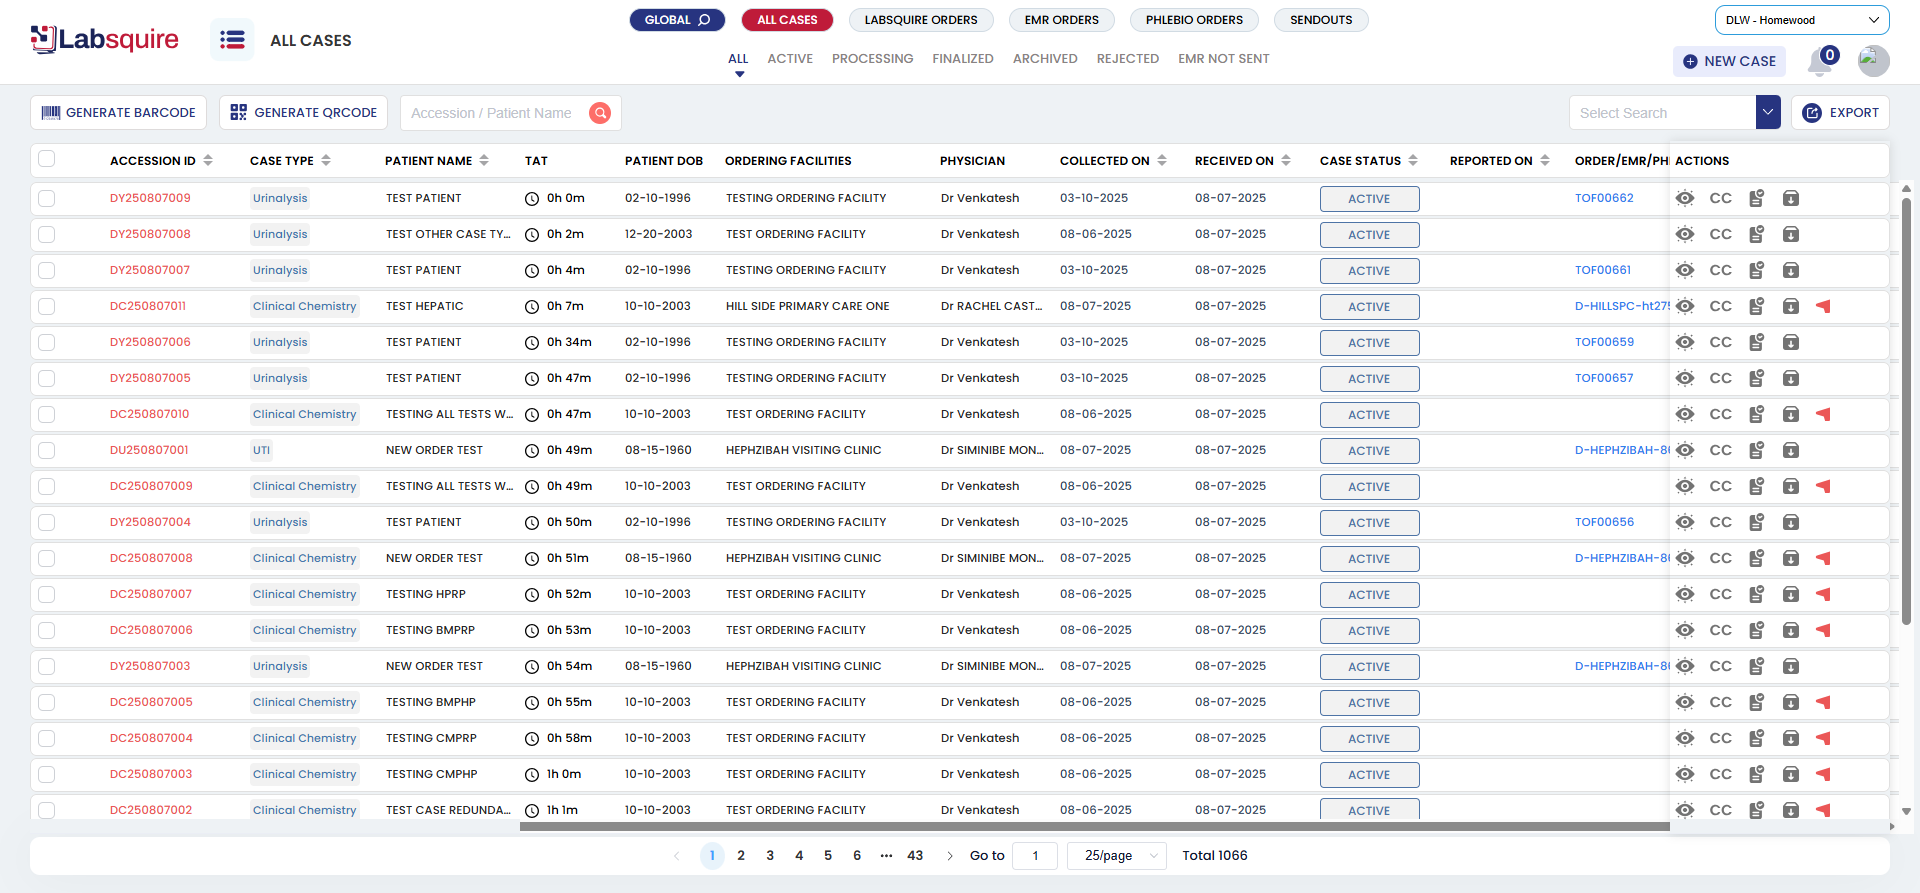 GLOBAL ALL CASES LABSQUIRE ORDERS EMR ORDERS PHLEBIO ORDERS SENDOUTS DLW - Homewood
Labsquire ALL CASES
ALL ACTIVE PROCESSING FINALIZED ARCHIVED REJECTED EMR NOT SENT NEW CASE 0
GENERATE BARCODE GENERATE QRCODE Accession / Patient Name Select Search EXPORT
ACCESSION ID CASE TYPE PATIENT NAME TAT PATIENT DOB ORDERING FACILITIES PHYSICIAN COLLECTED ON RECEIVED ON CASE STATUS REPORTED ON ORDER/EMR/PH ACTIONS
DY250807009 Urinalysis TEST PATIENT 0h 0m 02-10-1996 TESTING ORDERING FACILITY Dr Venkatesh 03-10-2025 08-07-2025 ACTIVE TOF00662 CC
DY250807008 Urinalysis TEST OTHER CASE TY... 0h 2m 12-20-2003 TEST ORDERING FACILITY Dr Venkatesh 08-06-2025 08-07-2025 ACTIVE CC
DY250807007 Urinalysis TEST PATIENT 0h 4m 02-10-1996 TESTING ORDERING FACILITY Dr Venkatesh 03-10-2025 08-07-2025 ACTIVE TOF00661 CC
DC250807011 Clinical Chemistry TEST HEPATIC 0h 7m 10-10-2003 HILL SIDE PRIMARY CARE ONE Dr RACHEL CAST... 08-07-2025 08-07-2025 ACTIVE D-HILLSPC-ht275 CC
DY250807006 Urinalysis TEST PATIENT 0h 34m 02-10-1996 TESTING ORDERING FACILITY Dr Venkatesh 03-10-2025 08-07-2025 ACTIVE TOF00659 CC
DY250807005 Urinalysis TEST PATIENT 0h 47m 02-10-1996 TESTING ORDERING FACILITY Dr Venkatesh 03-10-2025 08-07-2025 ACTIVE TOF00657 CC
DC250807010 Clinical Chemistry TESTING ALL TESTS W... 0h 47m 10-10-2003 TEST ORDERING FACILITY Dr Venkatesh 08-06-2025 08-07-2025 ACTIVE CC
DU250807001 UTI NEW ORDER TEST 0h 49m 08-15-1960 HEPHZIBAH VISITING CLINIC Dr SIMINIBE MON... 08-07-2025 08-07-2025 ACTIVE D-HEPHZIBAH-86 CC
DC250807009 Clinical Chemistry TESTING ALL TESTS W... 0h 49m 10-10-2003 TEST ORDERING FACILITY Dr Venkatesh 08-06-2025 08-07-2025 ACTIVE CC
DY250807004 Urinalysis TEST PATIENT 0h 50m 02-10-1996 TESTING ORDERING FACILITY Dr Venkatesh 03-10-2025 08-07-2025 ACTIVE TOF00656 CC
DC250807008 Clinical Chemistry NEW ORDER TEST 0h 51m 08-15-1960 HEPHZIBAH VISITING CLINIC Dr SIMINIBE MON... 08-07-2025 08-07-2025 ACTIVE D-HEPHZIBAH-86 CC
DC250807007 Clinical Chemistry TESTING HPRP 0h 52m 10-10-2003 TEST ORDERING FACILITY Dr Venkatesh 08-06-2025 08-07-2025 ACTIVE CC
DC250807006 Clinical Chemistry TESTING BMPRP 0h 53m 10-10-2003 TEST ORDERING FACILITY Dr Venkatesh 08-06-2025 08-07-2025 ACTIVE CC
DY250807003 Urinalysis NEW ORDER TEST 0h 54m 08-15-1960 HEPHZIBAH VISITING CLINIC Dr SIMINIBE MON... 08-07-2025 08-07-2025 ACTIVE D-HEPHZIBAH-86 CC
DC250807005 Clinical Chemistry TESTING BMPHP 0h 55m 10-10-2003 TEST ORDERING FACILITY Dr Venkatesh 08-06-2025 08-07-2025 ACTIVE CC
DC250807004 Clinical Chemistry TESTING CMPRP 0h 58m 10-10-2003 TEST ORDERING FACILITY Dr Venkatesh 08-06-2025 08-07-2025 ACTIVE CC
DC250807003 Clinical Chemistry TESTING CMPHP 1h 0m 10-10-2003 TEST ORDERING FACILITY Dr Venkatesh 08-06-2025 08-07-2025 ACTIVE CC
DC250807002 Clinical Chemistry TEST CASE REDUNDA... 1h 1m 10-10-2003 TEST ORDERING FACILITY Dr Venkatesh 08-06-2025 08-07-2025 ACTIVE CC
1 2 3 4 5 6 ... 43 Go to 1 25/page Total 1066